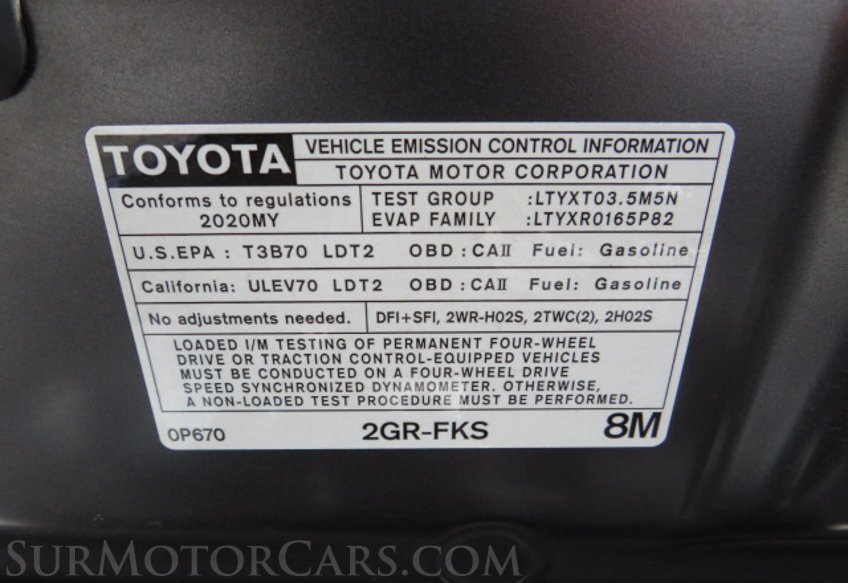 TOYOTA
VEHICLE EMISSION CONTROL INFORMATION
TOYOTA MOTOR CORPORATION
Conforms to regulations
2020MY
TEST GROUP :LTYXT03.5M5N
EVAP FAMILY :LTYXR0165P82
U.S.EPA : T3B70 LDT2 OBD : CAII Fuel: Gasoline
California: ULEV70 LDT2 OBD : CAII Fuel: Gasoline
No adjustments needed.
DFI+SFI, 2WR-HO2S, 2TWC(2), 2HO2S
LOADED I/M TESTING OF PERMANENT FOUR-WHEEL
DRIVE OR TRACTION CONTROL-EQUIPPED VEHICLES
MUST BE CONDUCTED ON A FOUR-WHEEL DRIVE
SPEED SYNCHRONIZED DYNAMOMETER. OTHERWISE,
A NON-LOADED TEST PROCEDURE MUST BE PERFORMED.
0P670 2GR-FKS 8M
SURMOTORCARS.COM